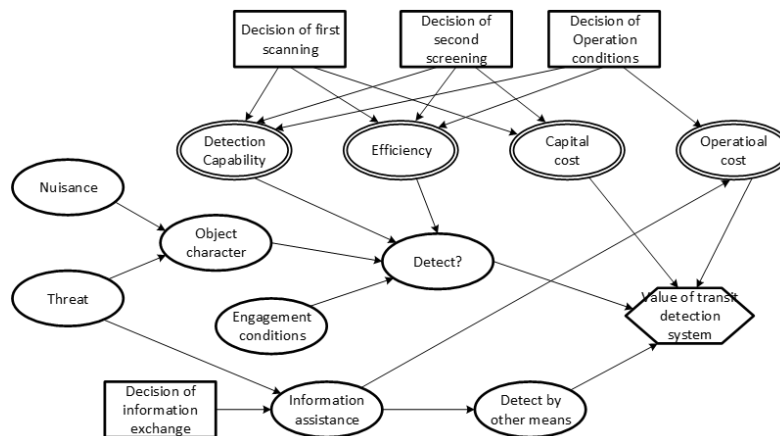 Decision of first
scanning
Decision of
second
screening
Decision of
Operation
conditions
Detection
Capability
Efficiency
Capital
cost
Operatioal
cost
Nuisance
Object
character
Detect?
Threat
Engagement
conditions
Value of transit
detection
system
Decision of
information
exchange
Information
assistance
Detect by
other means